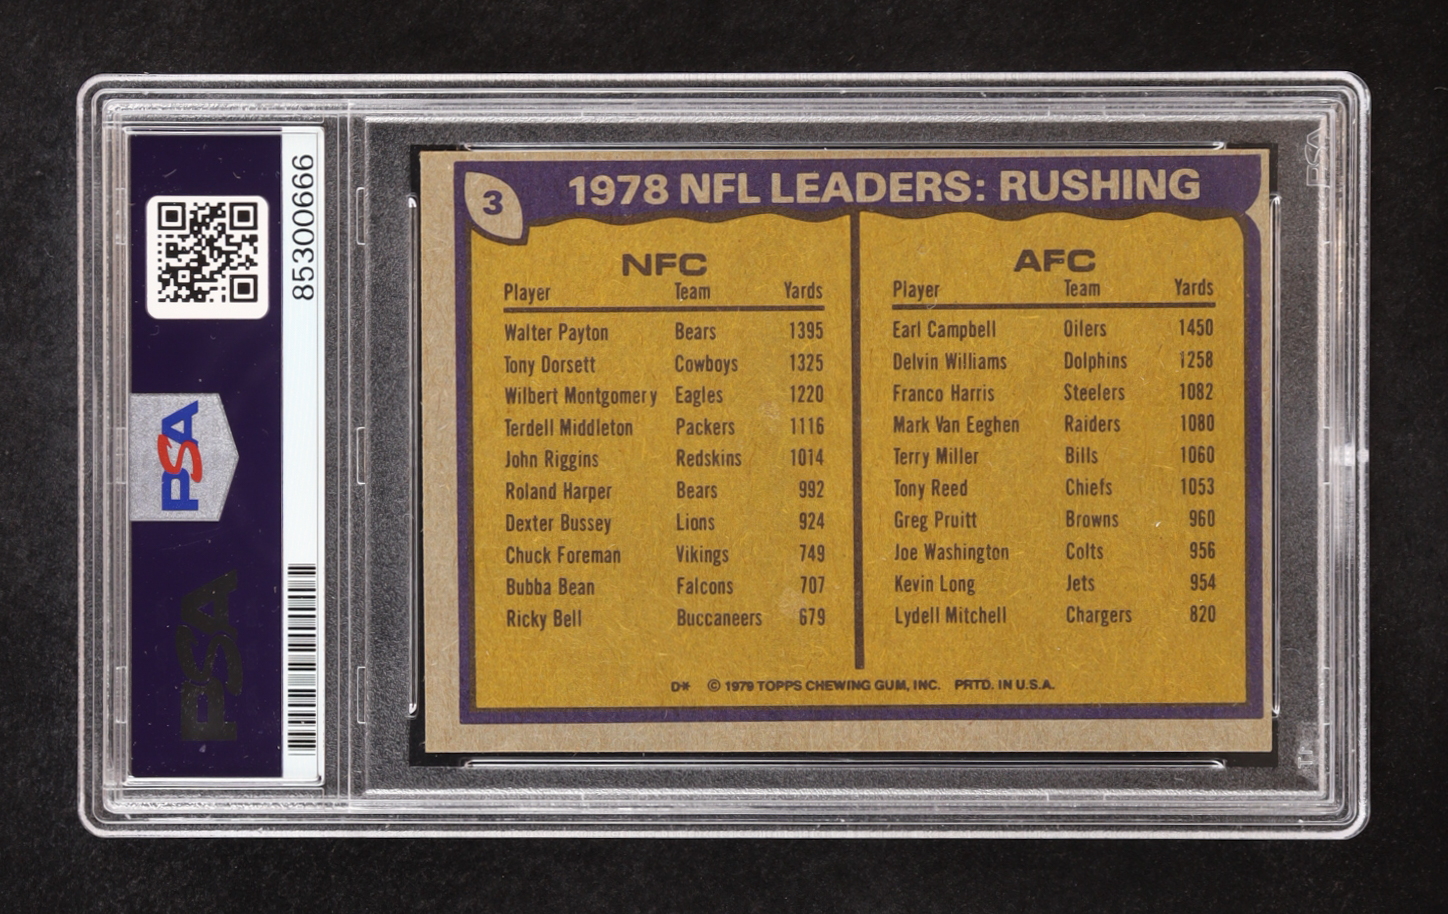 85300666
PSA
PSA
PSA
3
1978 NFL LEADERS: RUSHING
NFC
Player Team Yards
Walter Payton Bears 1395
Tony Dorsett Cowboys 1325
Wilbert Montgomery Eagles 1220
Terdell Middleton Packers 1116
John Riggins Redskins 1014
Roland Harper Bears 992
Dexter Bussey Lions 924
Chuck Foreman Vikings 749
Bubba Bean Falcons 707
Ricky Bell Buccaneers 679
AFC
Player Team Yards
Earl Campbell Oilers 1450
Delvin Williams Dolphins 1258
Franco Harris Steelers 1082
Mark Van Eeghen Raiders 1080
Terry Miller Bills 1060
Tony Reed Chiefs 1053
Greg Pruitt Browns 960
Joe Washington Colts 956
Kevin Long Jets 954
Lydell Mitchell Chargers 820
D* © 1979 TOPPS CHEWING GUM, INC. PRTD. IN U.S.A.